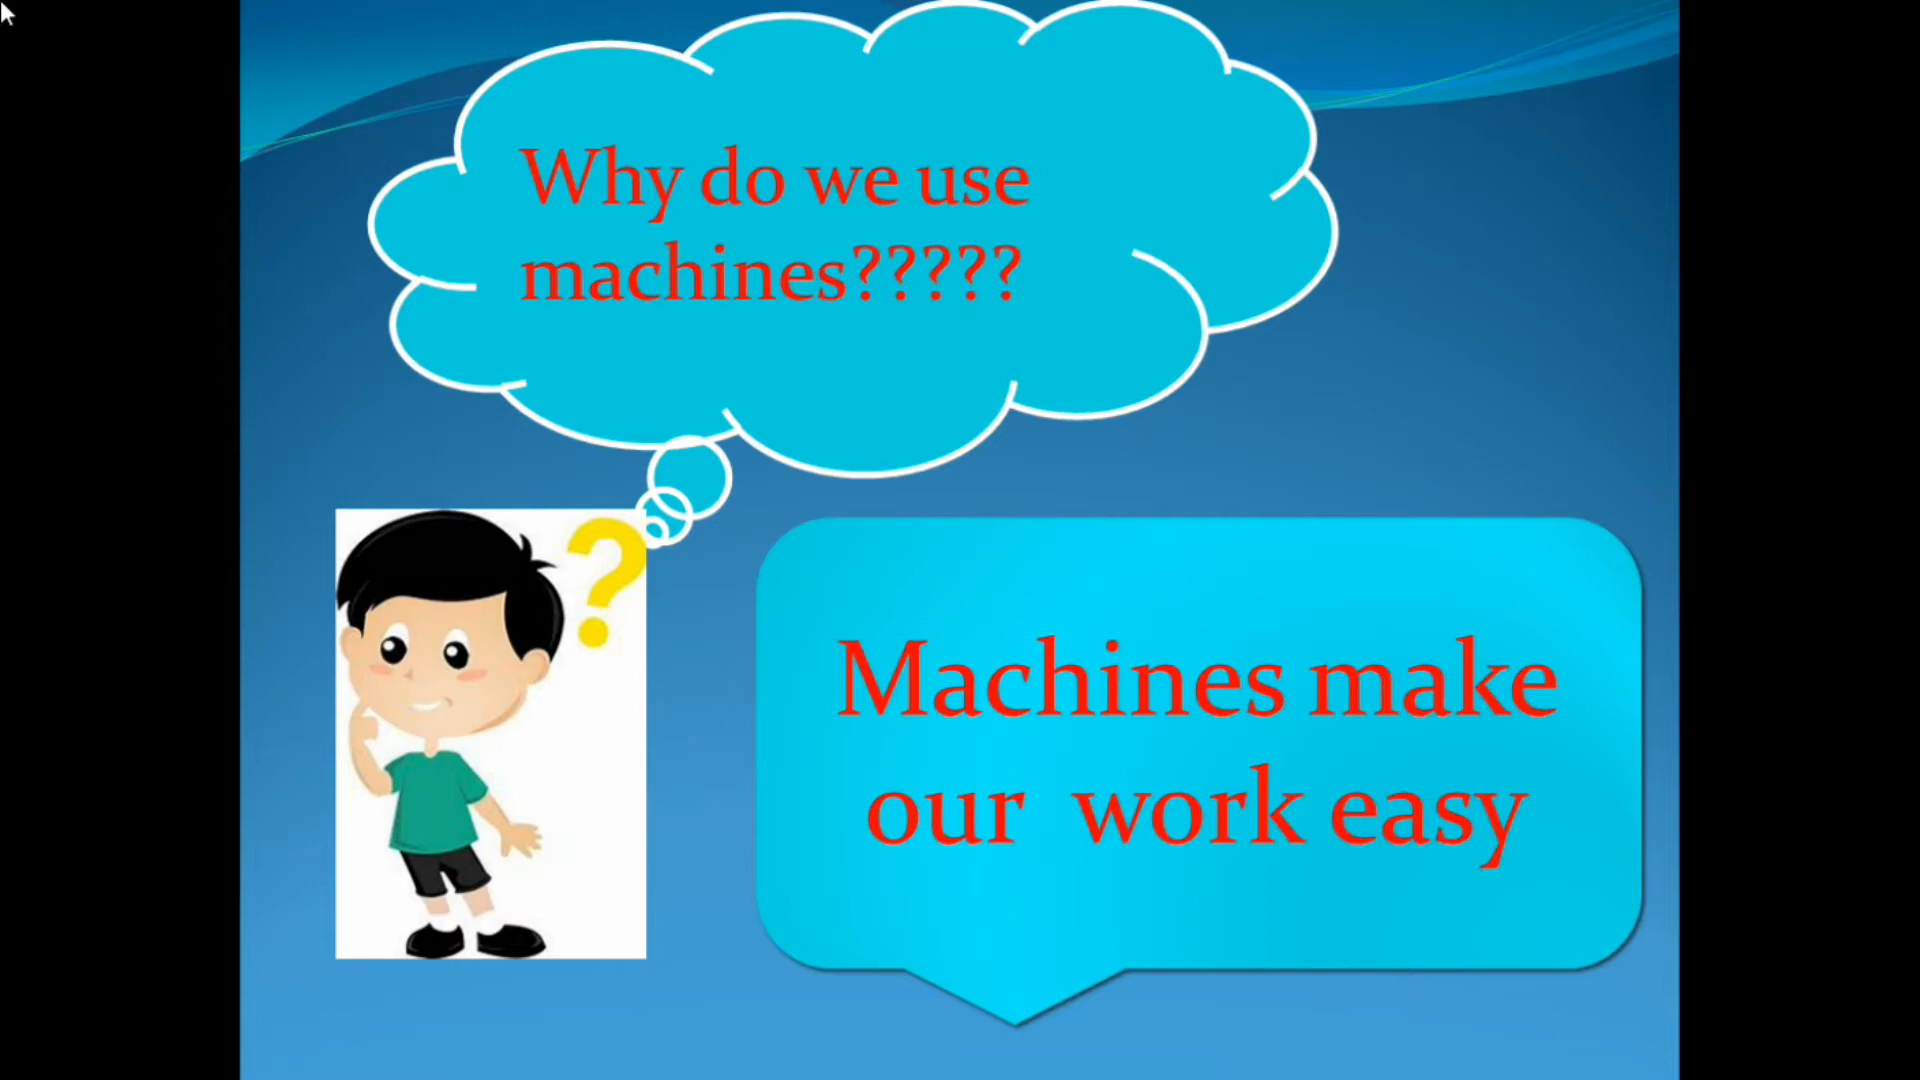 Why do we use
machines?????
?
Machines make
our work easy